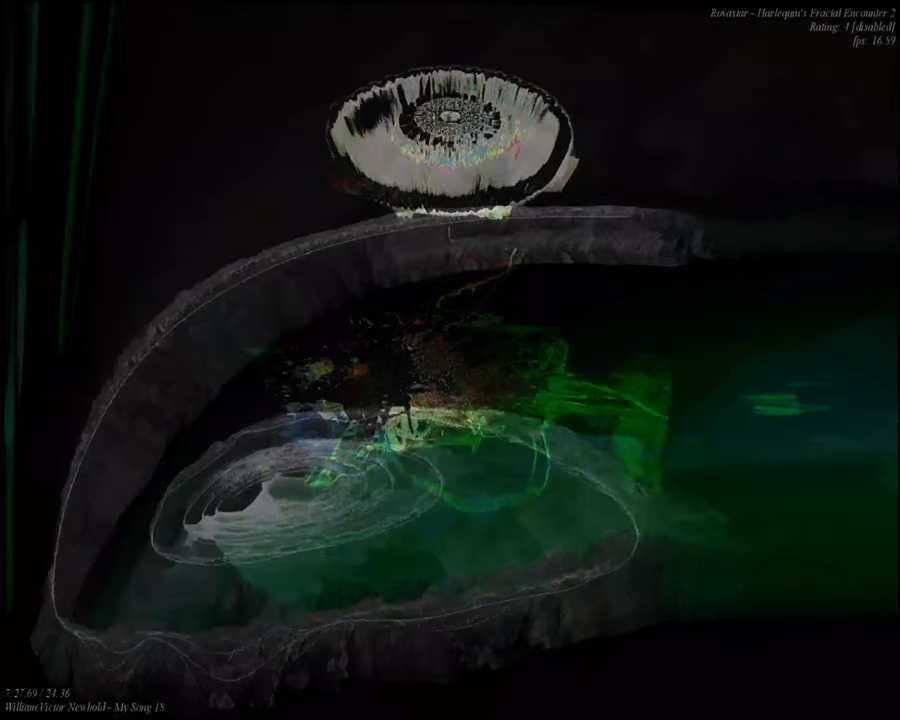 Rovastar - Harlequin's Fractal Encounter 2
Rating: 4 [disabled]
fps: 16.89
7:27.69 / 24.36
William Victor Newbold - My Song 18